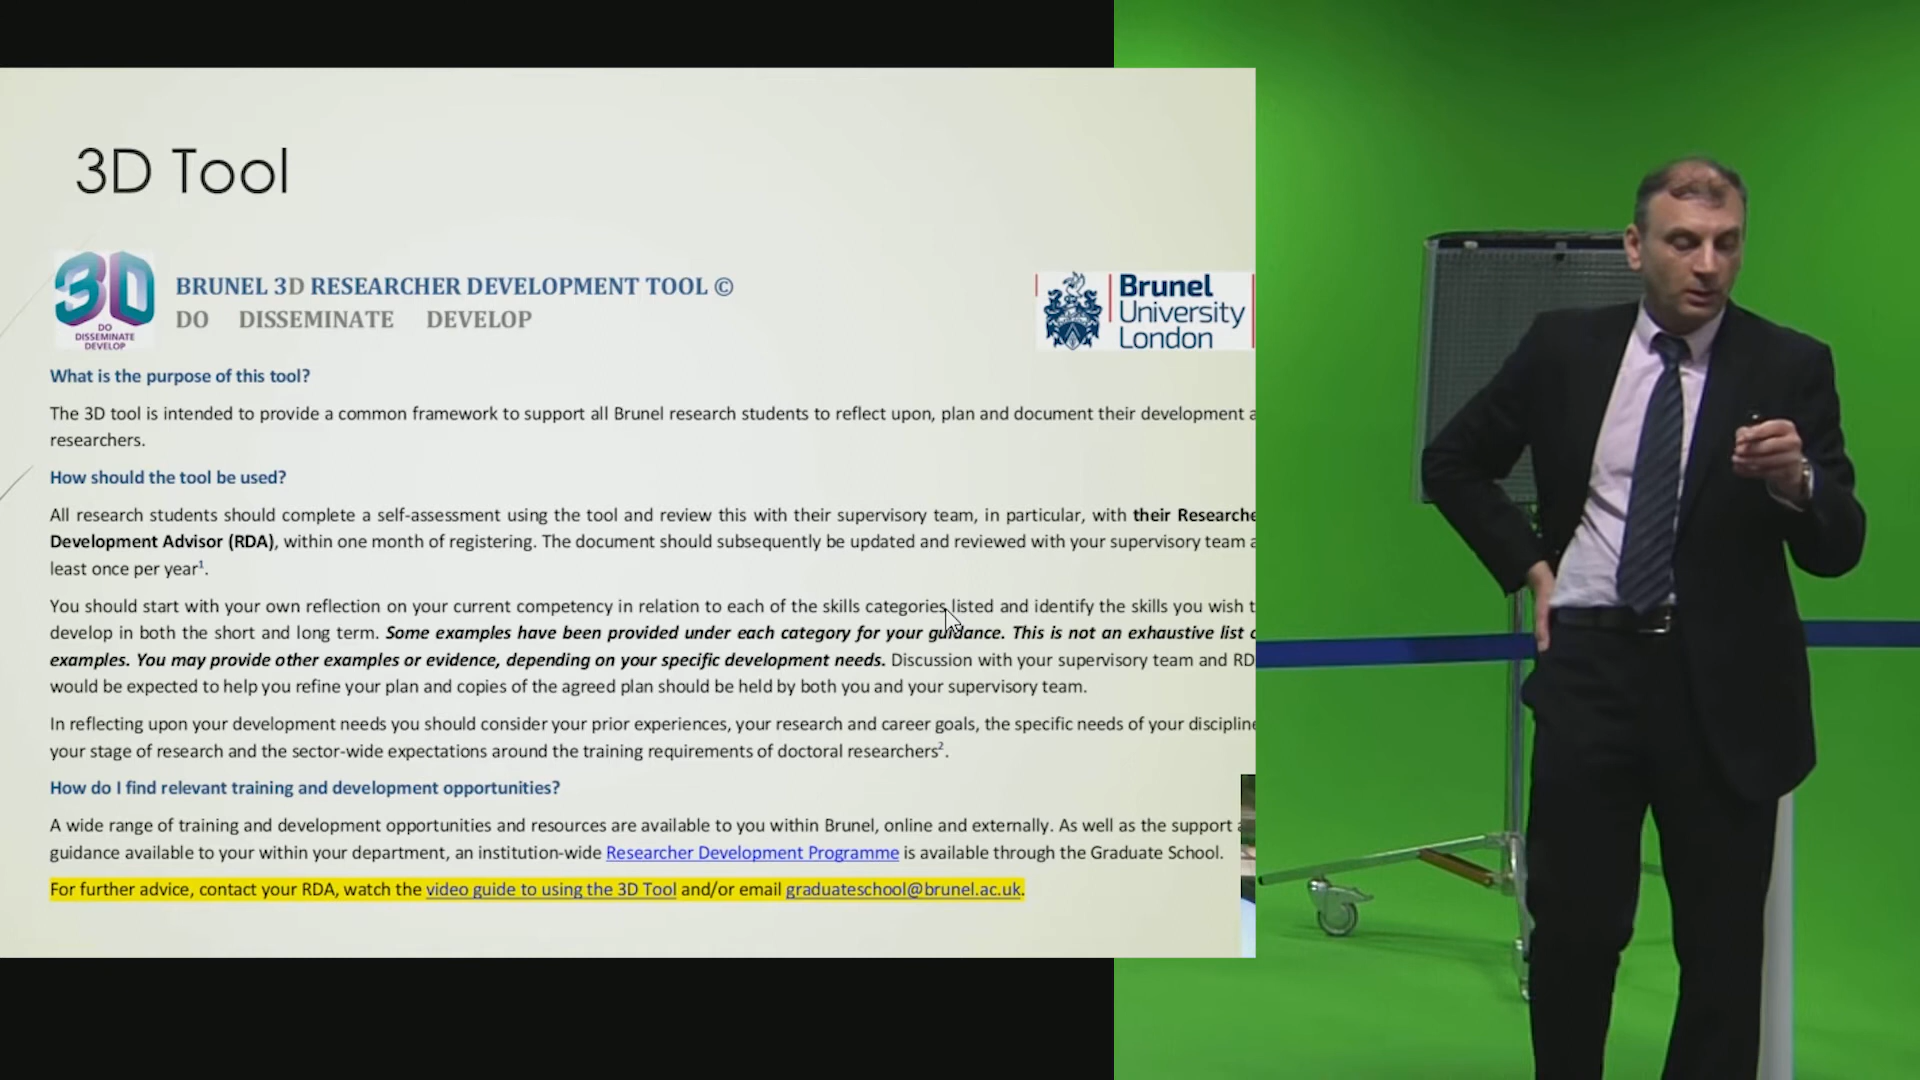 3D Tool
3D
DO
DISSEMINATE
DEVELOP
BRUNEL 3D RESEARCHER DEVELOPMENT TOOL ©
DO DISSEMINATE DEVELOP
Brunel
University
London
What is the purpose of this tool?
The 3D tool is intended to provide a common framework to support all Brunel research students to reflect upon, plan and document their development
researchers.
How should the tool be used?
All research students should complete a self-assessment using the tool and review this with their supervisory team, in particular, with their
Development Advisor (RDA), within one month of registering. The document should subsequently be updated and reviewed with your supervisory team
least once per year¹.
You should start with your own reflection on your current competency in relation to each of the skills categories listed and identify the skills you wish
develop in both the short and long term. Some examples have been provided under each category for your guidance. This is not an exhaustive list
examples. You may provide other examples or evidence, depending on your specific development needs. Discussion with your supervisory team and
would be expected to help you refine your plan and copies of the agreed plan should be held by both you and your supervisory team.
In reflecting upon your development needs you should consider your prior experiences, your research and career goals, the specific needs of your discipline
your stage of research and the sector-wide expectations around the training requirements of doctoral researchers².
How do I find relevant training and development opportunities?
A wide range of training and development opportunities and resources are available to you within Brunel, online and externally. As well as the support
guidance available to your within your department, an institution-wide Researcher Development Programme is available through the Graduate School.
For further advice, contact your RDA, watch the video guide to using the 3D Tool and/or email graduateschool@brunel.ac.uk.